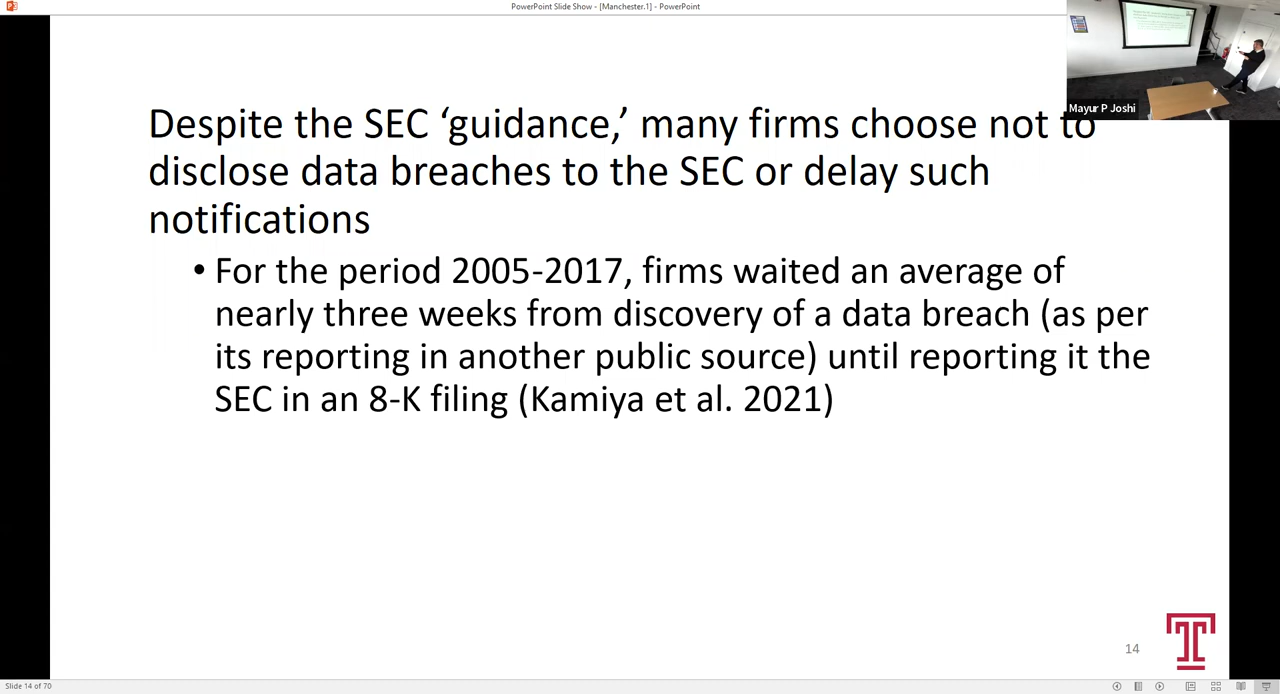 PowerPoint Slide Show - [Manchester.1] - PowerPoint
Mayur P Joshi
Despite the SEC ‘guidance,’ many firms choose not to
disclose data breaches to the SEC or delay such
notifications
• For the period 2005-2017, firms waited an average of
nearly three weeks from discovery of a data breach (as per
its reporting in another public source) until reporting it the
SEC in an 8-K filing (Kamiya et al. 2021)
14
Slide 14 of 70